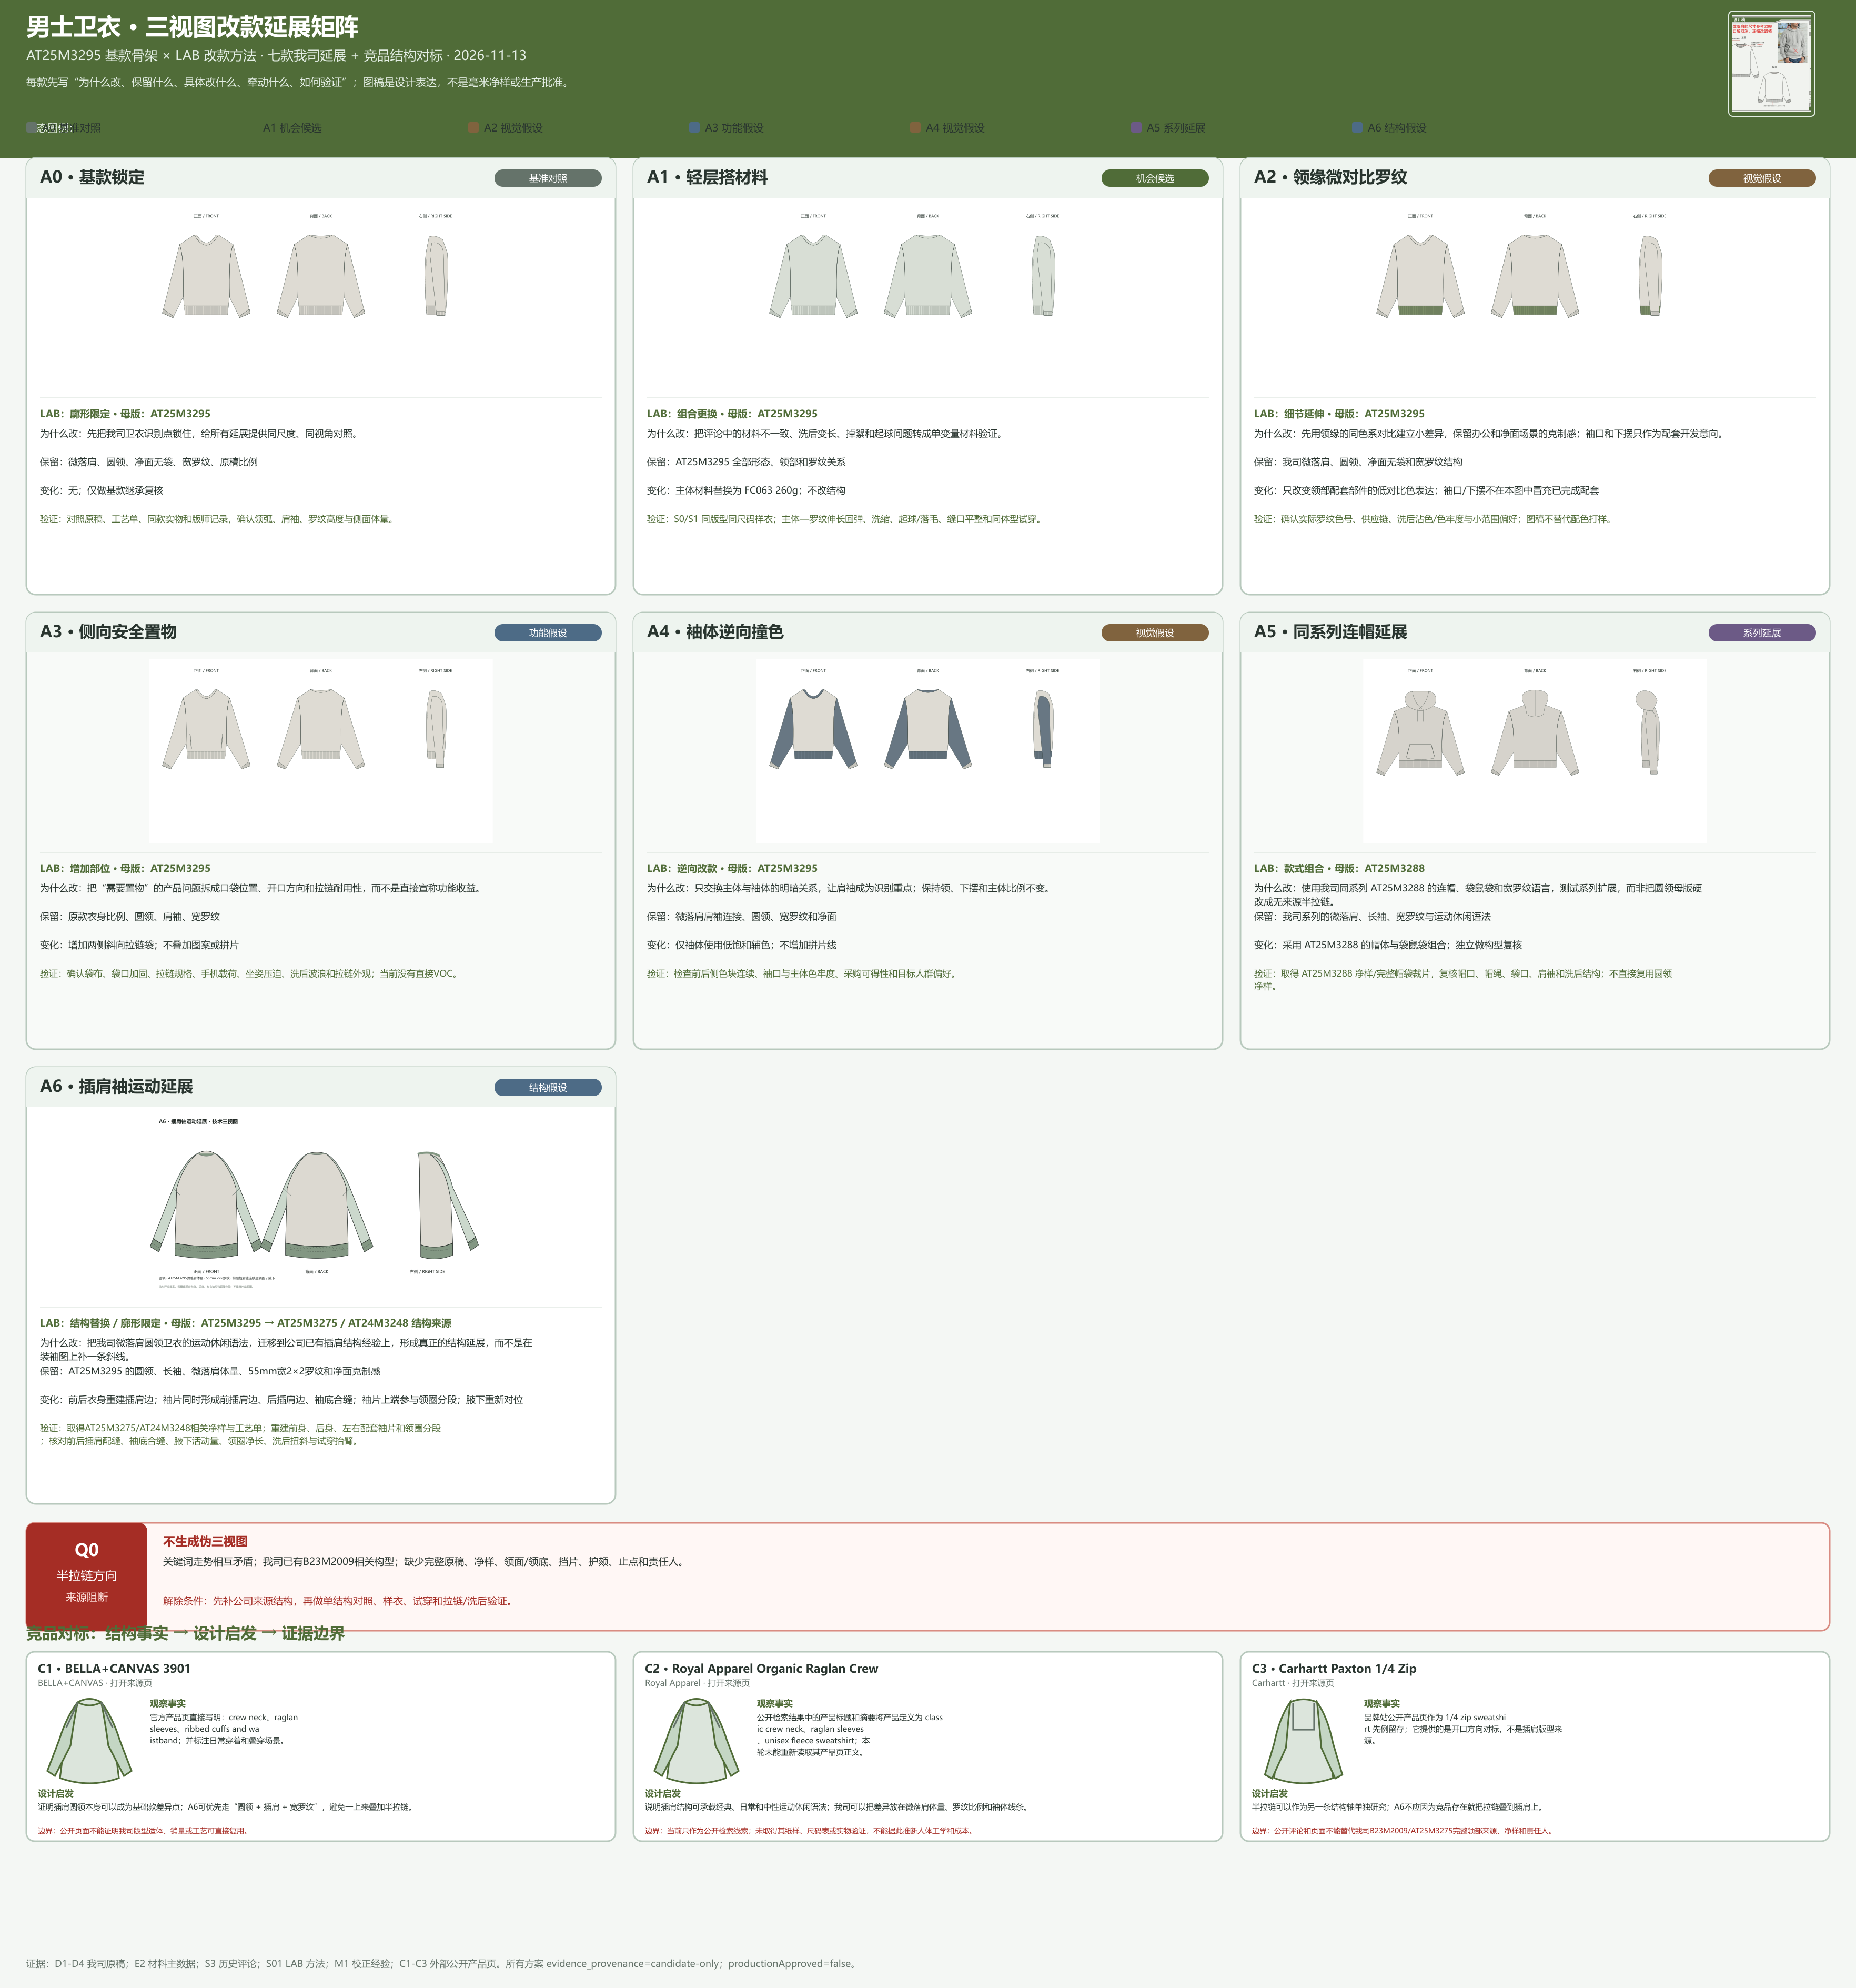 男士卫衣 • 三视图改款延展矩阵
AT25M3295 基款骨架 × LAB 改款方法 · 七款我司延展 + 竞品结构对标 · 2026-11-13
每款先写“为什么改、保留什么、具体改什么、牵动什么、如何验证”；图稿是设计表达，不是毫米净样或生产批准。
准对照
A1 机会候选
A2 视觉假设
A3 功能假设
A4 视觉假设
A5 系列延展
A6 结构假设
A0 • 基款锁定
基准对照
正面 / FRONT
背面 / BACK
右侧 / RIGHT SIDE
LAB：廓形限定 • 母版：AT25M3295
为什么改：先把我司卫衣识别点锁住，给所有延展提供同尺度、同视角对照。
保留：微落肩、圆领、净面无袋、宽罗纹、原稿比例
变化：无；仅做基款继承复核
验证：对照原稿、工艺单、同款实物和版师记录，确认领弧、肩袖、罗纹高度与侧面体量。
A1 • 轻层搭材料
机会候选
正面 / FRONT
背面 / BACK
右侧 / RIGHT SIDE
LAB：组合更换 • 母版：AT25M3295
为什么改：把评论中的材料不一致、洗后变长、掉絮和起球问题转成单变量材料验证。
保留：AT25M3295 全部形态、领部和罗纹关系
变化：主体材料替换为 FC063 260g；不改结构
验证：S0/S1 同版型同尺码样衣；主体—罗纹伸长回弹、洗缩、起球/落毛、缝口平整和同体型试穿。
A2 • 领缘微对比罗纹
视觉假设
正面 / FRONT
背面 / BACK
右侧 / RIGHT SIDE
LAB：细节延伸 • 母版：AT25M3295
为什么改：先用领缘的同色系对比建立小差异，保留办公和净面场景的克制感；袖口和下摆只作为配套开发意向。
保留：我司微落肩、圆领、净面无袋和宽罗纹结构
变化：只改变领部配套部件的低对比色表达；袖口/下摆不在本图中冒充已完成配套
验证：确认实际罗纹色号、供应链、洗后沾色/色牢度与小范围偏好；图稿不替代配色打样。
A3 • 侧向安全置物
功能假设
正面 / FRONT
背面 / BACK
右侧 / RIGHT SIDE
LAB：增加部位 • 母版：AT25M3295
为什么改：把“需要置物”的产品问题拆成口袋位置、开口方向和拉链耐用性，而不是直接宣称功能收益。
保留：原款衣身比例、圆领、肩袖、宽罗纹
变化：增加两侧斜向拉链袋；不叠加图案或拼片
验证：确认袋布、袋口加固、拉链规格、手机载荷、坐姿压迫、洗后波浪和拉链外观；当前没有直接VOC。
A4 • 袖体逆向撞色
视觉假设
正面 / FRONT
背面 / BACK
右侧 / RIGHT SIDE
LAB：逆向改款 • 母版：AT25M3295
为什么改：只交换主体与袖体的明暗关系，让肩袖成为识别重点；保持领、下摆和主体比例不变。
保留：微落肩肩袖连接、圆领、宽罗纹和净面
变化：仅袖体使用低饱和辅色；不增加拼片线
验证：检查前后侧色块连续、袖口与主体色牢度、采购可得性和目标人群偏好。
A5 • 同系列连帽延展
系列延展
正面 / FRONT
背面 / BACK
右侧 / RIGHT SIDE
LAB：款式组合 • 母版：AT25M3288
为什么改：使用我司同系列 AT25M3288 的连帽、袋鼠袋和宽罗纹语言，测试系列扩展，而非把圆领母版硬
改成无来源半拉链。
保留：我司系列的微落肩、长袖、宽罗纹与运动休闲语法
变化：采用 AT25M3288 的帽体与袋鼠袋组合；独立做构型复核
验证：取得 AT25M3288 净样/完整帽袋裁片，复核帽口、帽绳、袋口、肩袖和洗后结构；不直接复用圆领
净样。
A6 • 插肩袖运动延展
结构假设
A6 • 插肩袖运动延展 • 技术三视图
正面 / FRONT
背面 / BACK
右侧 / RIGHT SIDE
LAB：结构替换 / 廓形限定 • 母版：AT25M3295 → AT25M3275 / AT24M3248 结构来源
为什么改：把我司微落肩圆领卫衣的运动休闲语法，迁移到公司已有插肩结构经验上，形成真正的结构延展，而不是在
装袖图上补一条斜线。
保留：AT25M3295 的圆领、长袖、微落肩体量、55mm宽2×2罗纹和净面克制感
变化：前后衣身重建插肩边；袖片同时形成前插肩边、后插肩边、袖底合缝；袖片上端参与领圈分段；腋下重新对位
验证：取得AT25M3275/AT24M3248相关净样与工艺单；重建前身、后身、左右配套袖片和领圈分段
；核对前后插肩配缝、袖底合缝、腋下活动量、领圈净长、洗后扭斜与试穿抬臂。
Q0
半拉链方向
来源阻断
不生成伪三视图
关键词走势相互矛盾；我司已有B23M2009相关构型；缺少完整原稿、净样、领面/领底、挡片、护颏、止点和责任人。
解除条件：先补公司来源结构，再做单结构对照、样衣、试穿和拉链/洗后验证。
竞品对标：结构事实 → 设计启发 → 证据边界
C1 • BELLA+CANVAS 3901
BELLA+CANVAS · 打开来源页
观察事实
官方产品页直接写明：crew neck、raglan
sleeves、ribbed cuffs and wa
istband；并标注日常穿着和叠穿场景。
设计启发
证明插肩圆领本身可以成为基础款差异点；A6可优先走“圆领 + 插肩 + 宽罗纹”，避免一上来叠加半拉链。
边界：公开页面不能证明我司版型适体、销量或工艺可直接复用。
C2 • Royal Apparel Organic Raglan Crew
Royal Apparel · 打开来源页
观察事实
公开检索结果中的产品标题和摘要将产品定义为 class
ic crew neck、raglan sleeves
、unisex fleece sweatshirt；本
轮未能重新读取其产品页正文。
设计启发
说明插肩结构可承载经典、日常和中性运动休闲语法；我司可以把差异放在微落肩体量、罗纹比例和袖体线条。
边界：当前只作为公开检索线索；未取得其纸样、尺码表或实物验证，不能据此推断人体工学和成本。
C3 • Carhartt Paxton 1/4 Zip
Carhartt · 打开来源页
观察事实
品牌站公开产品页作为 1/4 zip sweatshi
rt 先例留存；它提供的是开口方向对标，不是插肩版型来
源。
设计启发
半拉链可以作为另一条结构轴单独研究；A6不应因为竞品存在就把拉链叠到插肩上。
边界：公开评论和页面不能替代我司B23M2009/AT25M3275完整领部来源、净样和责任人。
证据：D1-D4 我司原稿；E2 材料主数据；S3 历史评论；S01 LAB 方法；M1 校正经验；C1-C3 外部公开产品页。所有方案 evidence_provenance=candidate-only；productionApproved=false。